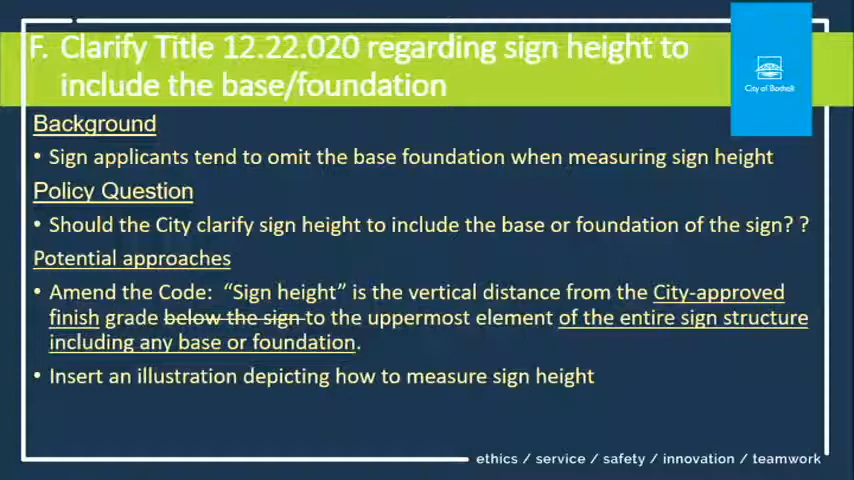 F. Clarify Title 12.22.020 regarding sign height to
include the base/foundation
City of Bothell
Background
• Sign applicants tend to omit the base foundation when measuring sign height
Policy Question
• Should the City clarify sign height to include the base or foundation of the sign? ?
Potential approaches
• Amend the Code: “Sign height” is the vertical distance from the City-approved
finish grade below the sign to the uppermost element of the entire sign structure
including any base or foundation.
• Insert an illustration depicting how to measure sign height
ethics / service / safety / innovation / teamwork